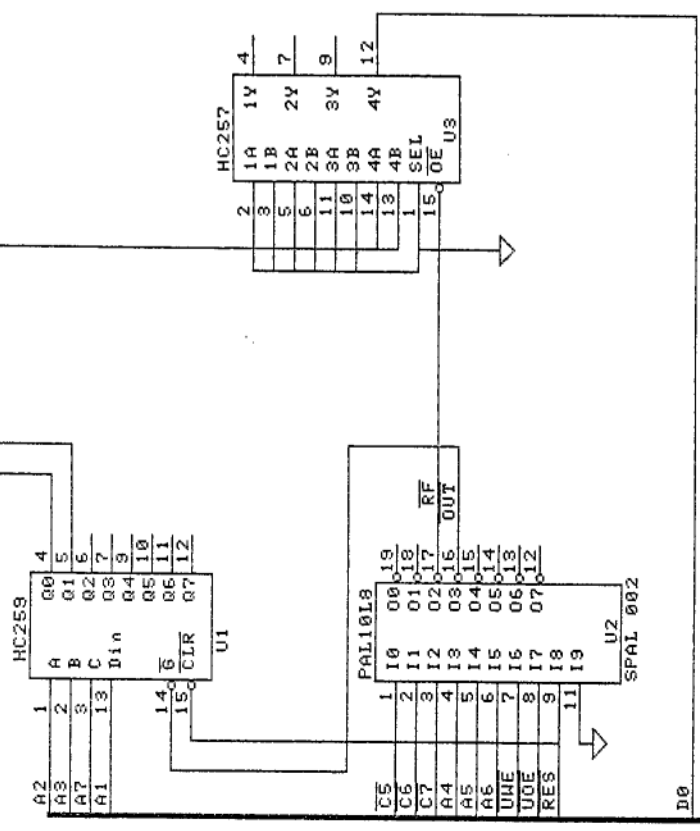 HC259
A2 1 A Q0 4
A3 2 B Q1 5
A7 3 C Q2 6
A1 13 Din Q3 7
Q4 9
Q5 10
14 G Q6 11
15 CLR Q7 12
U1
HC257
2 1A 1Y 4
3 1B
5 2A 2Y 7
6 2B
11 3A 3Y 9
10 3B
14 4A 4Y 12
13 4B
1 SEL
15 OE
U3
PAL10L8
C5 1 I0 O0 19
C6 2 I1 O1 18
C7 3 I2 O2 17 RF
A4 4 I3 O3 16 OUT
A5 5 I4 O4 15
A6 6 I5 O5 14
UWE 7 I6 O6 13
UOE 8 I7 O7 12
RES 9 I8
11 I9
U2
SPAL 002
D0